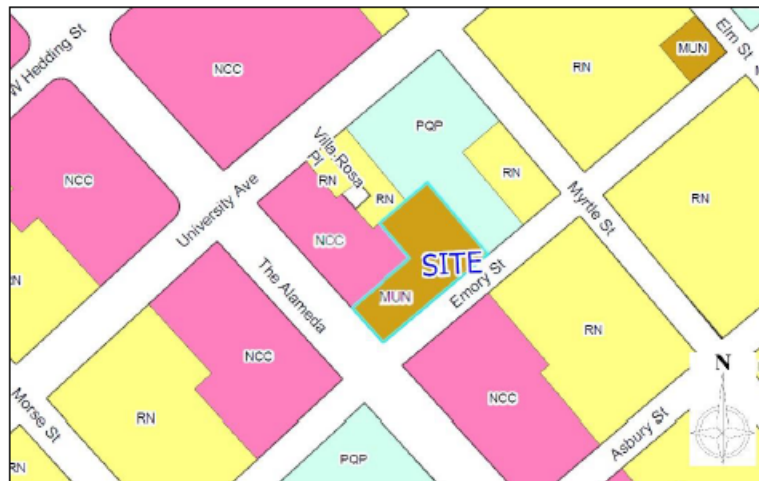 W Hedding St
NCC
Elm St
MUN
RN
PQP
Villa Rosa Pl
RN
RN
RN
NCC
University Ave
Myrtle St
RN
NCC
SITE
MUN
Emory St
RN
The Alameda
NCC
RN
N
NCC
RN
Morse St
Asbury St
RN
PQP
RN